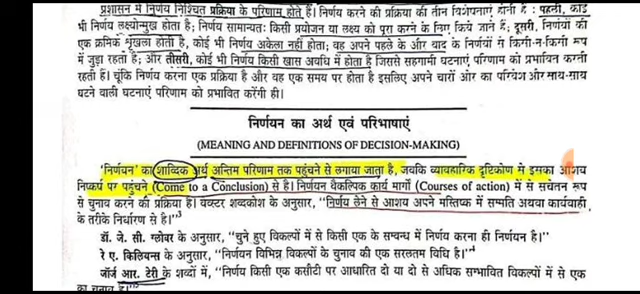 प्रशासन में निर्णय निश्चित प्रक्रिया के परिणाम होते हैं। निर्णय करने की प्रक्रिया की तीन विशेषताएं होती हैं : पहली, कोई
भी निर्णय लक्ष्योन्मुख होता है; निर्णय सामान्यतः किसी प्रयोजन या लक्ष्य को पूरा करने के लिए किये जाते हैं; दूसरी, निर्णयों की
एक क्रमिक श्रृंखला होती है, कोई भी निर्णय अकेला नहीं होता; वह अपने पहले के और बाद के निर्णयों से किसी-न-किसी रूप
में जुड़ा रहता है; और तीसरी, कोई भी निर्णय किसी खास अवधि में होता है जिससे सहगामी घटनाएं परिणाम को प्रभावित करती
रहती हैं। चूंकि निर्णय करना एक प्रक्रिया है और वह एक समय पर होता है इसलिए अपने चारों ओर का परिवेश और साथ-साथ
घटने वाली घटनाएं परिणाम को प्रभावित करेंगी ही।
निर्णयन का अर्थ एवं परिभाषाएं
(MEANING AND DEFINITIONS OF DECISION-MAKING)
'निर्णयन' का शाब्दिक अर्थ अन्तिम परिणाम तक पहुंचने से लगाया जाता है, जबकि व्यावहारिक दृष्टिकोण में इसका आशय
निष्कर्ष पर पहुंचने (Come to a Conclusion) से है। निर्णयन वैकल्पिक कार्य मार्गों (Courses of action) में से सचेतन रूप
से चुनाव करने की प्रक्रिया है। वैक्टर शब्दकोश के अनुसार, "निर्णय लेने से आशय अपने मस्तिष्क में सम्मति अथवा कार्यवाही
के तरीके निर्धारण से है।"³
डॉ. जे. सी. ग्लोवर के अनुसार, "चुने हुए विकल्पों में से किसी एक के सम्बन्ध में निर्णय करना ही निर्णयन है।"
रे ए. किलियन्स के अनुसार, "निर्णयन विभिन्न विकल्पों के चुनाव की एक सरलतम विधि है।"⁴
जॉर्ज आर. टेरी के शब्दों में, "निर्णय किसी एक कसौटी पर आधारित दो या दो से अधिक सम्भावित विकल्पों में से एक
का चुनाव है।"⁵